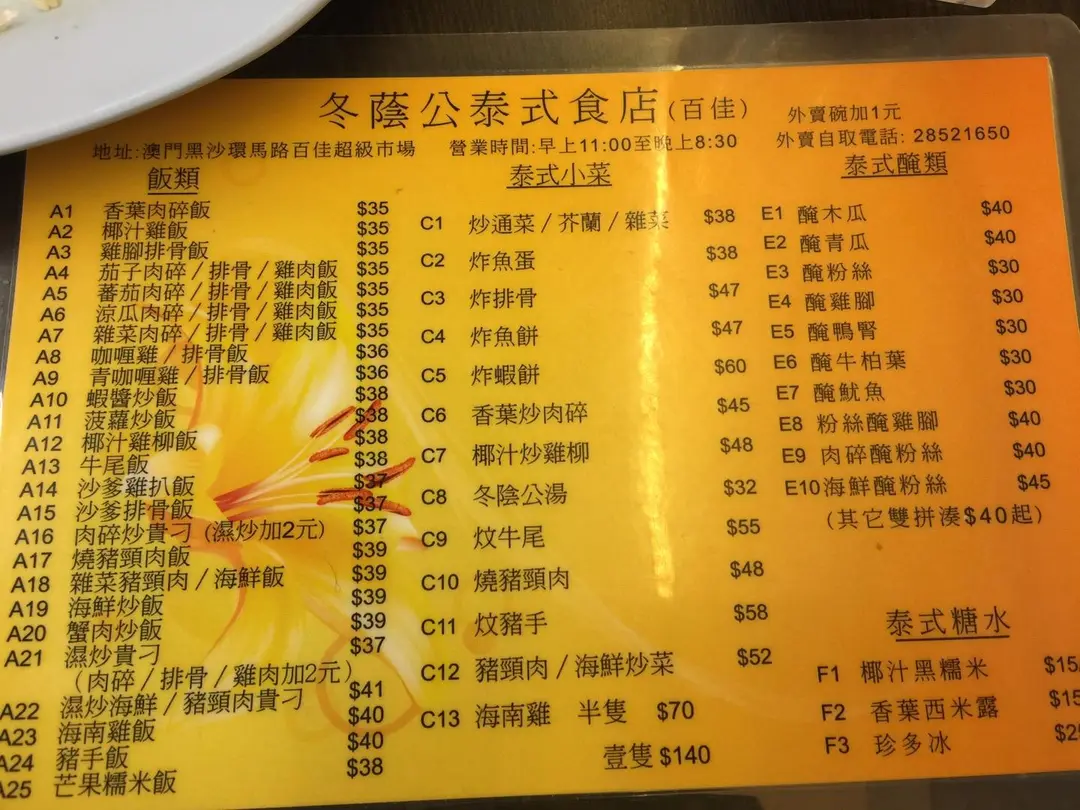 冬蔭公泰式食店(百佳)
外賣碗加1元
地址:澳門黑沙環馬路百佳超級市場 營業時間:早上11:00至晚上8:30
外賣自取電話: 28521650
飯類
A1 香葉肉碎飯 $35
A2 椰汁雞飯 $35
A3 雞腳排骨飯 $35
A4 茄子肉碎/排骨/雞肉飯 $35
A5 蕃茄肉碎/排骨/雞肉飯 $35
A6 涼瓜肉碎/排骨/雞肉飯 $35
A7 雜菜肉碎/排骨/雞肉飯 $35
A8 咖喱雞/排骨飯 $36
A9 青咖喱雞/排骨飯 $36
A10 蝦醬炒飯 $38
A11 菠蘿炒飯 $38
A12 椰汁雞柳飯 $38
A13 牛尾飯 $38
A14 沙爹雞扒飯 $37
A15 沙爹排骨飯 $37
A16 肉碎炒貴刁 (濕炒加2元) $37
A17 燒豬頸肉飯 $39
A18 雜菜豬頸肉/海鮮飯 $39
A19 海鮮炒飯 $39
A20 蟹肉炒飯 $39
A21 濕炒貴刁 $37
(肉碎/排骨/雞肉加2元)
A22 濕炒海鮮/豬頸肉貴刁 $41
A23 海南雞飯 $40
A24 豬手飯 $40
A25 芒果糯米飯 $38
泰式小菜
C1 炒通菜/芥蘭/雜菜 $38
C2 炸魚蛋 $38
C3 炸排骨 $47
C4 炸魚餅 $47
C5 炸蝦餅 $60
C6 香葉炒肉碎 $45
C7 椰汁炒雞柳 $48
C8 冬陰公湯 $32
C9 炆牛尾 $55
C10 燒豬頸肉 $48
C11 炆豬手 $58
C12 豬頸肉/海鮮炒菜 $52
C13 海南雞 半隻 $70
壹隻 $140
泰式醃類
E1 醃木瓜 $40
E2 醃青瓜 $40
E3 醃粉絲 $30
E4 醃雞腳 $30
E5 醃鴨腎 $30
E6 醃牛柏葉 $30
E7 醃魷魚 $30
E8 粉絲醃雞腳 $40
E9 肉碎醃粉絲 $40
E10 海鮮醃粉絲 $45
(其它雙拼湊$40起)
泰式糖水
F1 椰汁黑糯米 $15
F2 香葉西米露 $15
F3 珍多冰